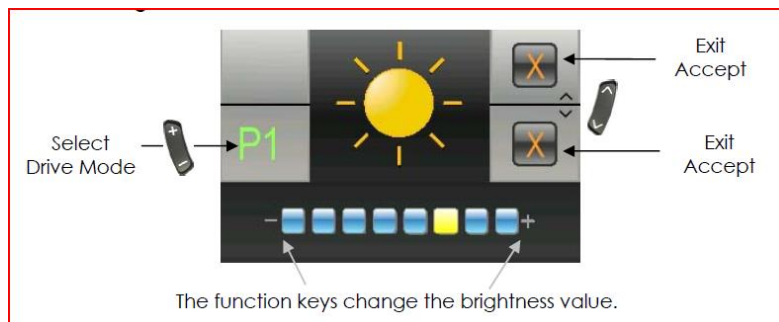 Exit
Accept
X
Select
Drive Mode
+
–
P1
X
Exit
Accept
– +
The function keys change the brightness value.